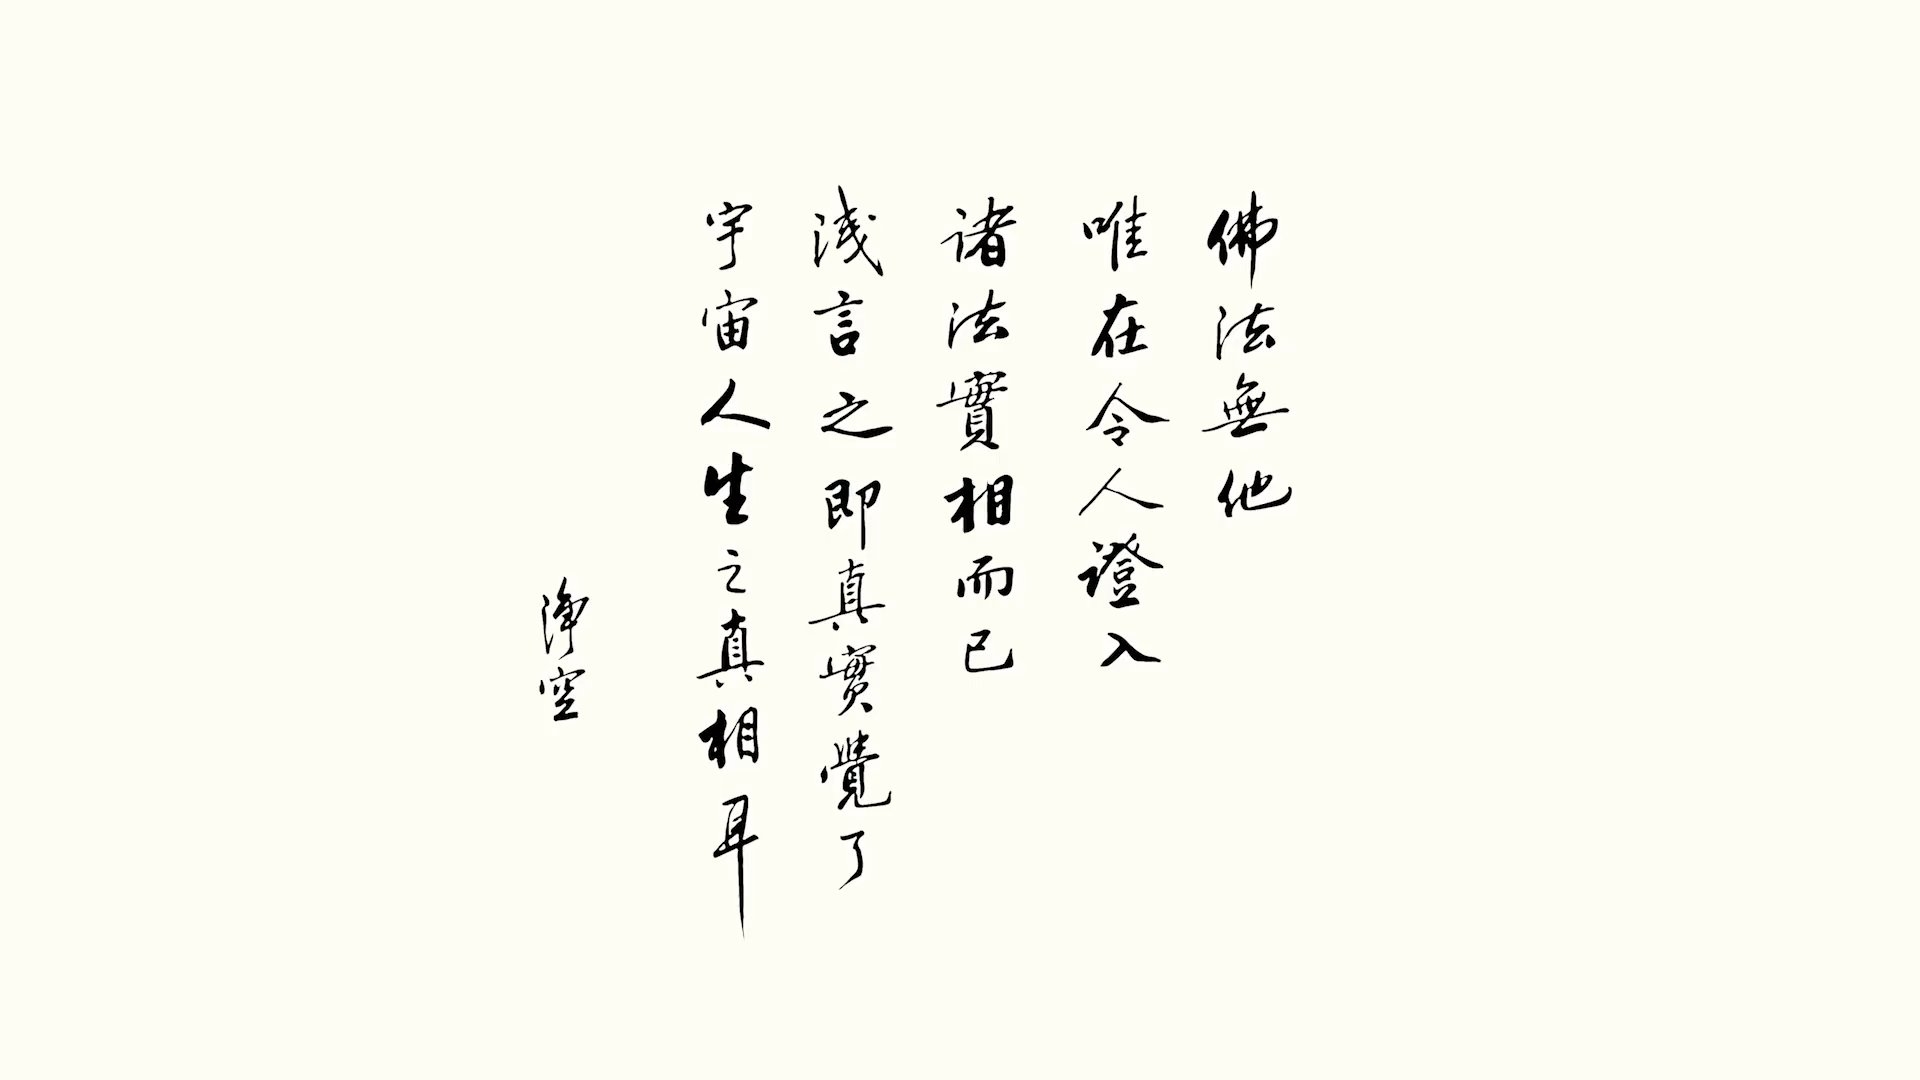 佛法無他
唯在令人證入
諸法實相而已
浅言之即真實覺了
宇宙人生之真相耳
淨空